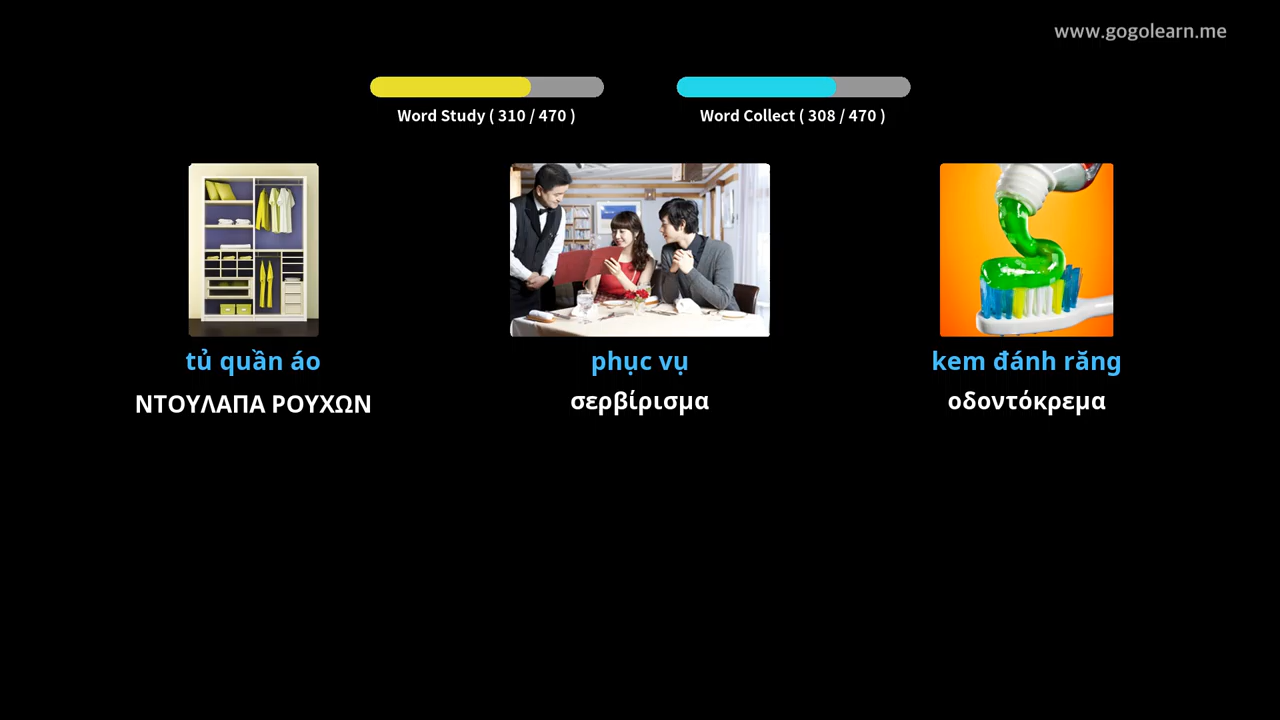 www.gogolearn.me
Word Study ( 310 / 470 )
Word Collect ( 308 / 470 )
tủ quần áo
phục vụ
kem đánh răng
ΝΤΟΥΛΑΠΑ ΡΟΥΧΩΝ
σερβίρισμα
οδοντόκρεμα